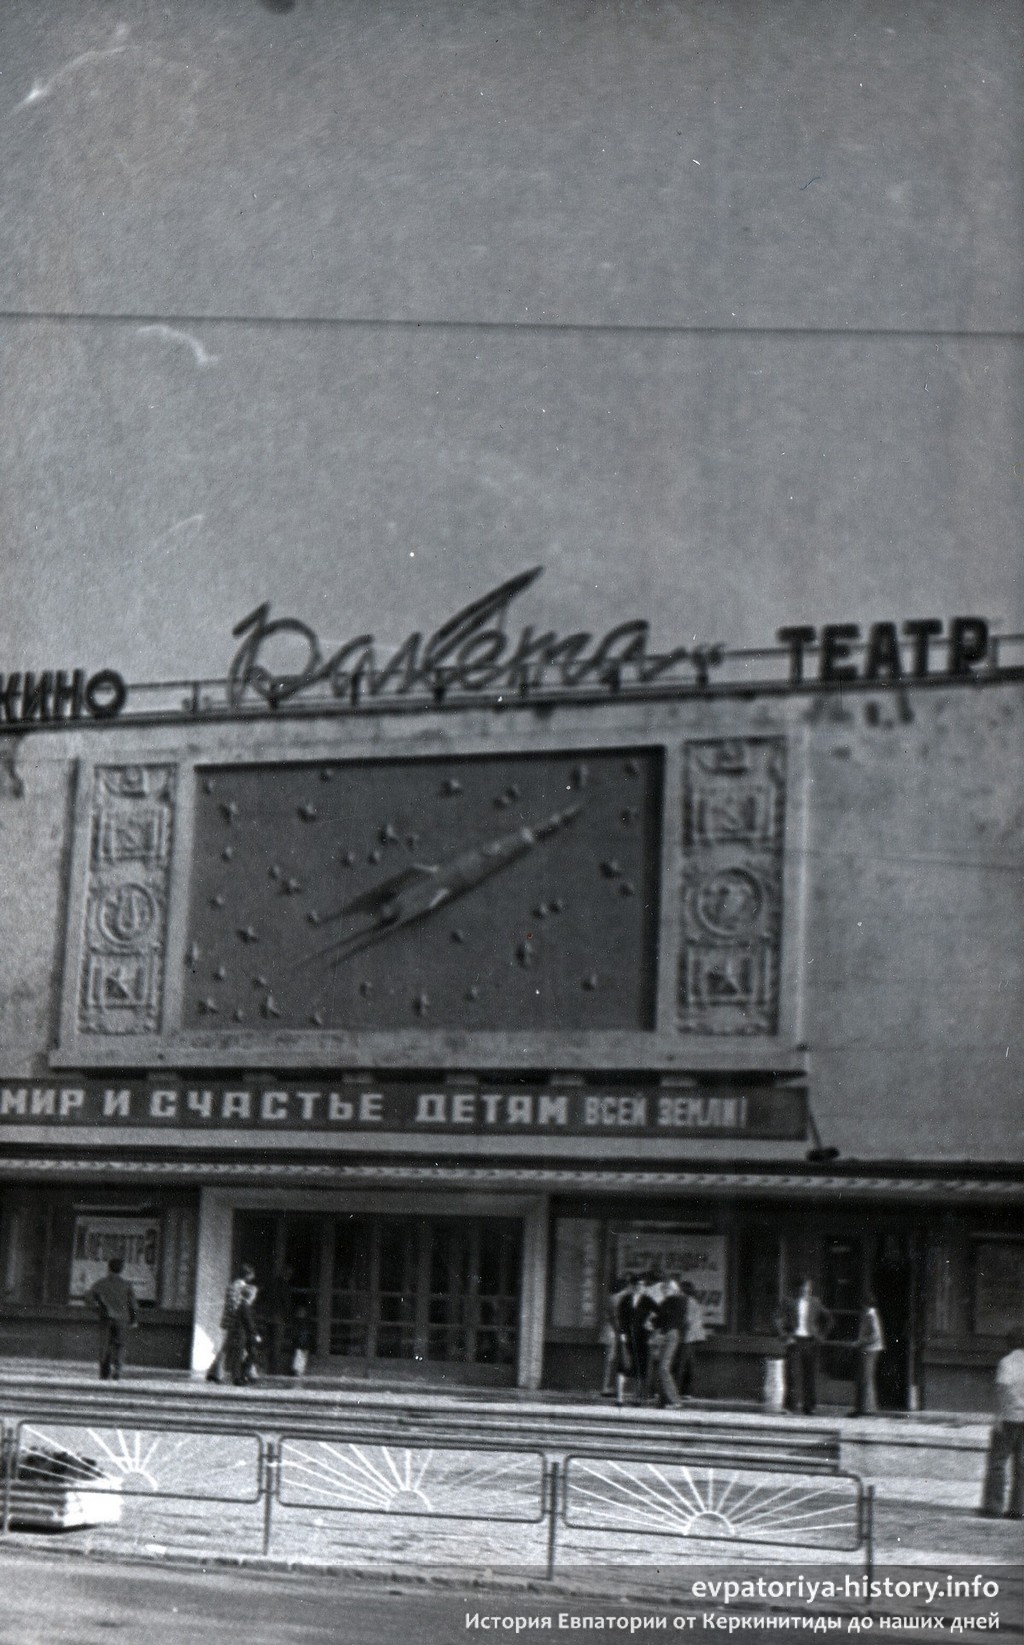 КИНО Ракета ТЕАТР
МИР И СЧАСТЬЕ ДЕТЯМ ВСЕЙ ЗЕМЛИ!
КЛЕОПАТРА
evpatoriya-history.info
История Евпатории от Керкинитиды до наших дней